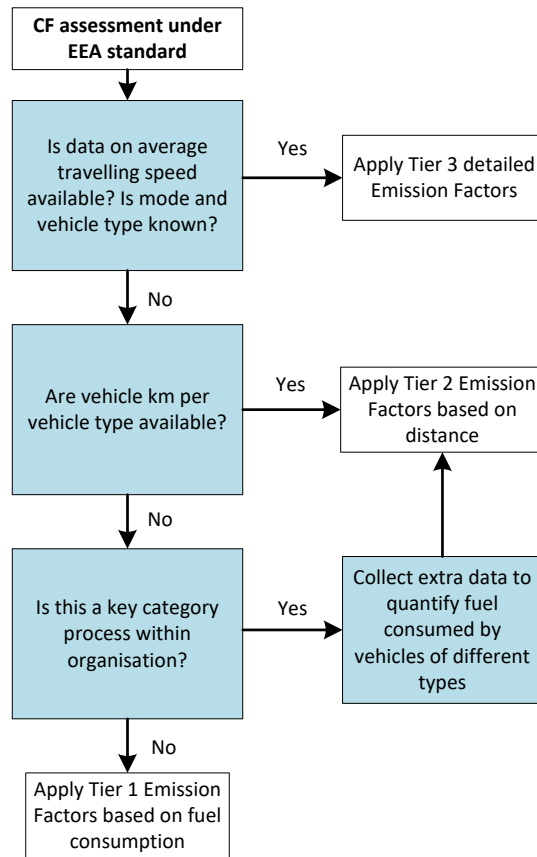 CF assessment under
EEA standard
Is data on average
travelling speed
available? Is mode and
vehicle type known?
Yes
Apply Tier 3 detailed
Emission Factors
No
Are vehicle km per
vehicle type available?
Yes
Apply Tier 2 Emission
Factors based on
distance
No
Is this a key category
process within
organisation?
Yes
Collect extra data to
quantify fuel
consumed by
vehicles of different
types
No
Apply Tier 1 Emission
Factors based on fuel
consumption